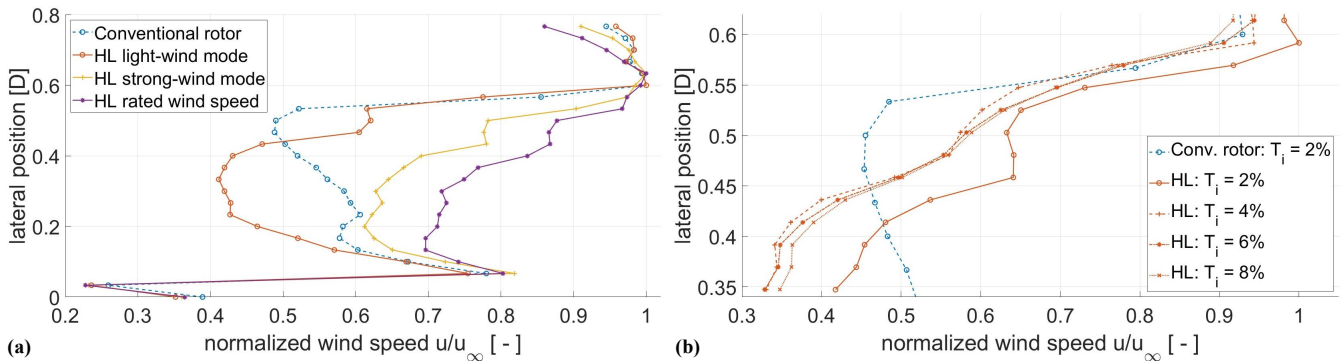 0.8
0.6
0.4
0.2
0
lateral position [D]
Conventional rotor
HL light-wind mode
HL strong-wind mode
HL rated wind speed
0.2 0.3 0.4 0.5 0.6 0.7 0.8 0.9 1
normalized wind speed u/u∞ [ - ]
(a)
0.6
0.55
0.5
0.45
0.4
0.35
lateral position [D]
Conv. rotor: Ti = 2%
HL: Ti = 2%
HL: Ti = 4%
HL: Ti = 6%
HL: Ti = 8%
0.3 0.4 0.5 0.6 0.7 0.8 0.9 1
normalized wind speed u/u∞ [ - ]
(b)